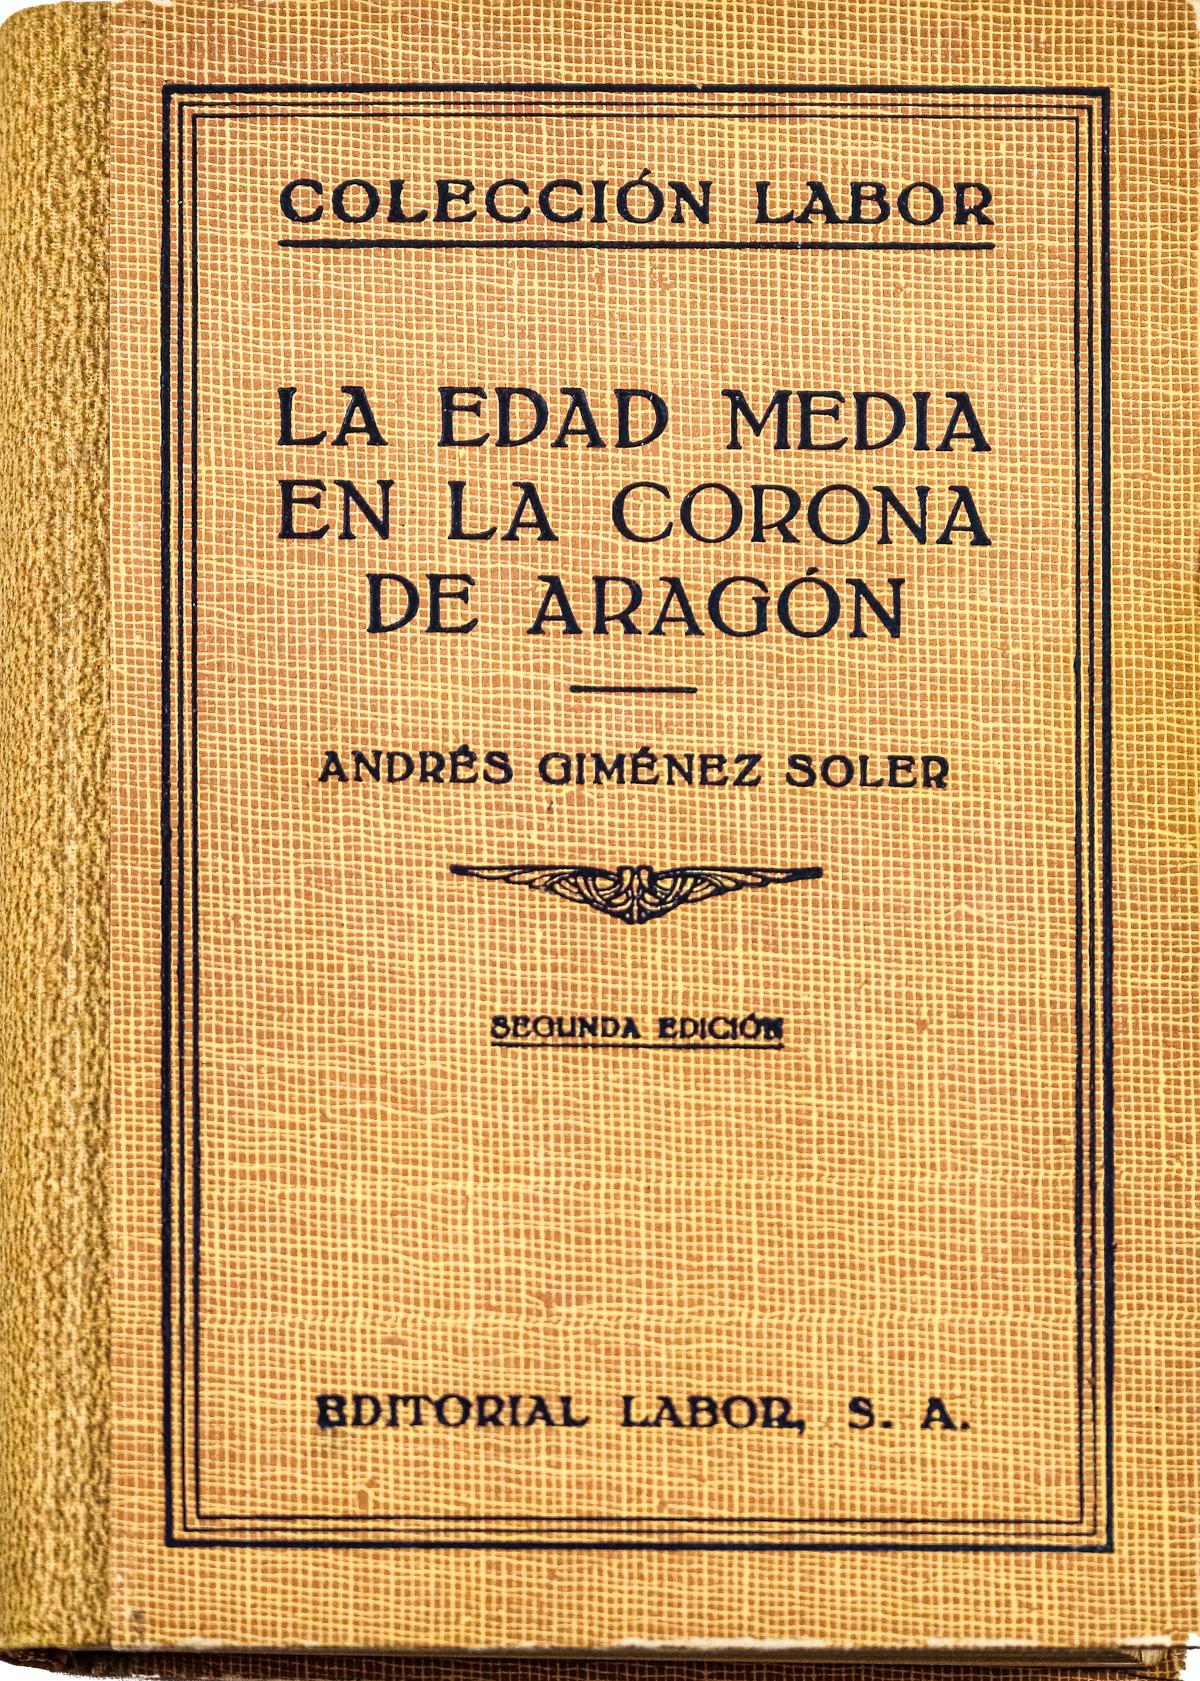 COLECCIÓN LABOR
LA EDAD MEDIA
EN LA CORONA
DE ARAGÓN
ANDRÉS GIMÉNEZ SOLER
SEGUNDA EDICIÓN
EDITORIAL LABOR, S. A.